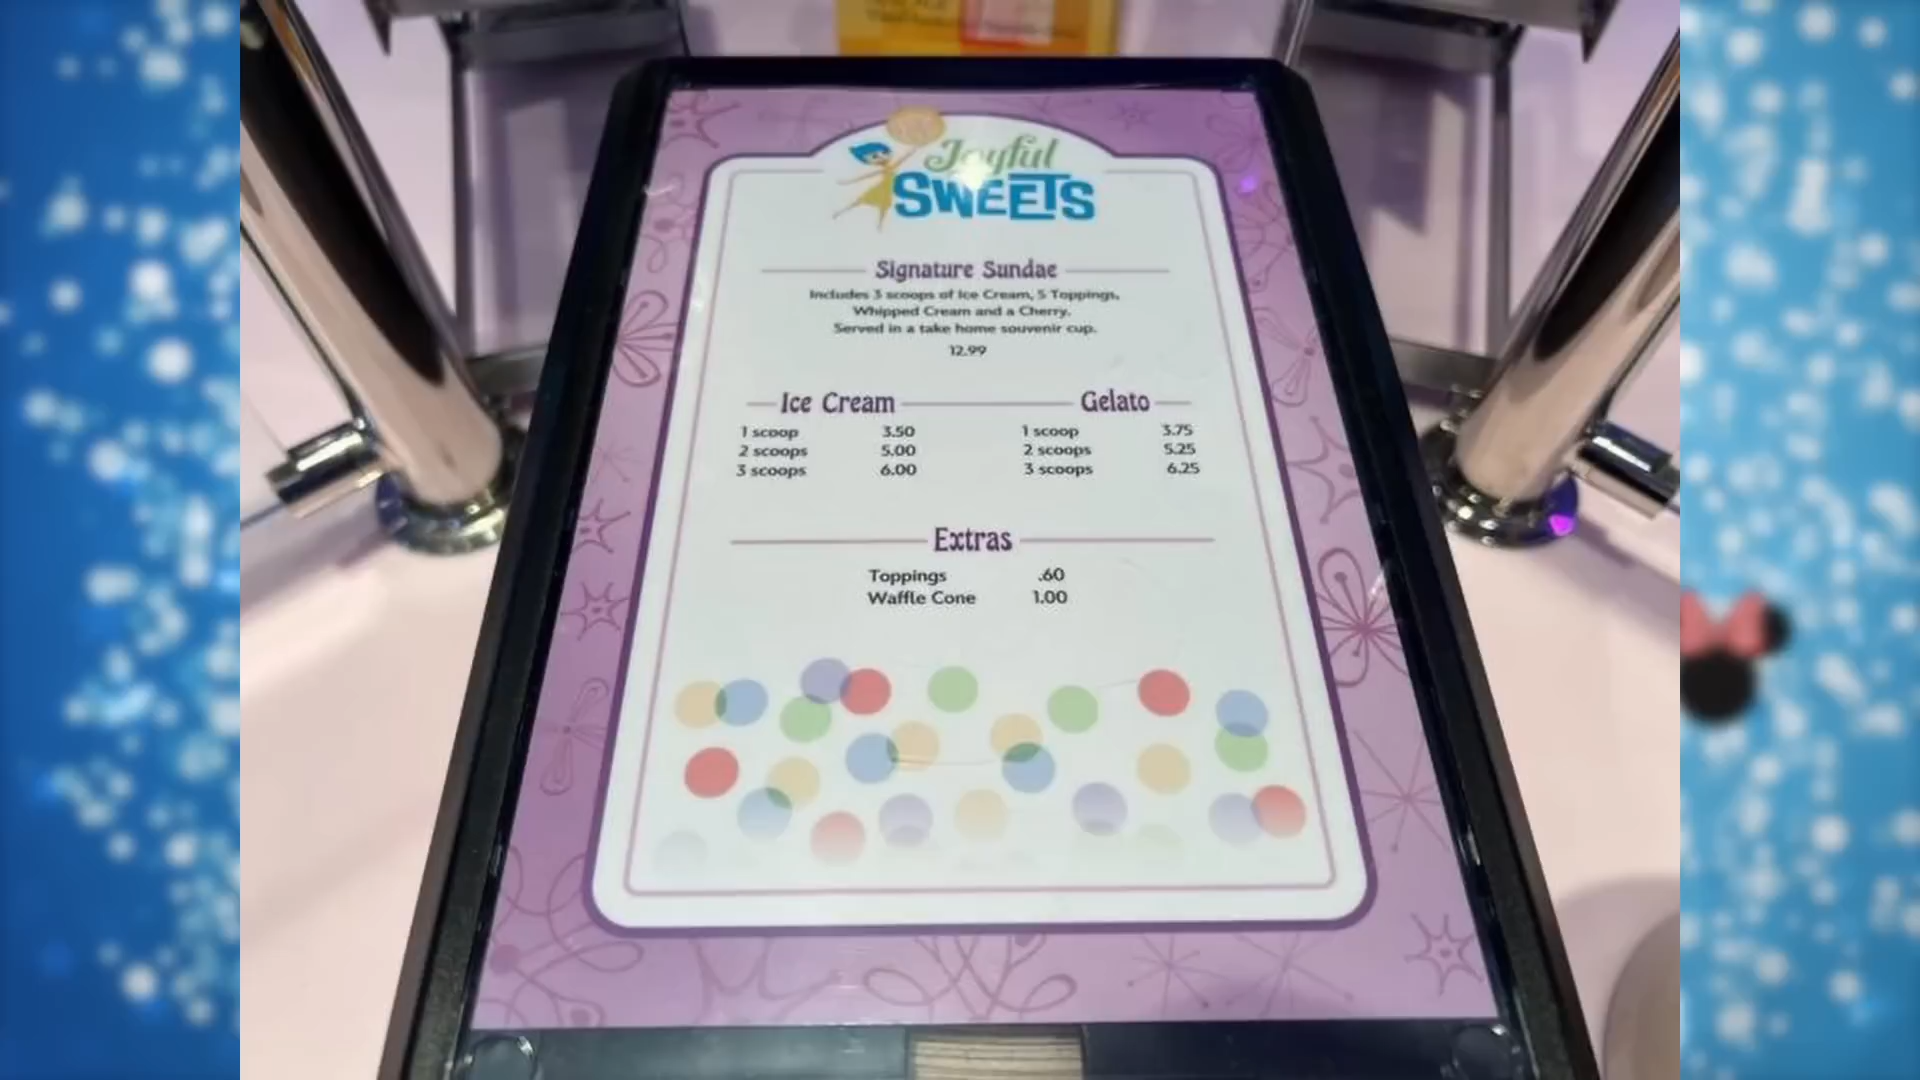 Joyful
SWEETS
Signature Sundae
Includes 3 scoops of Ice Cream, 5 Toppings,
Whipped Cream and a Cherry.
Served in a take home souvenir cup.
12.99
Ice Cream
1 scoop 3.50
2 scoops 5.00
3 scoops 6.00
Gelato
1 scoop 3.75
2 scoops 5.25
3 scoops 6.25
Extras
Toppings .60
Waffle Cone 1.00